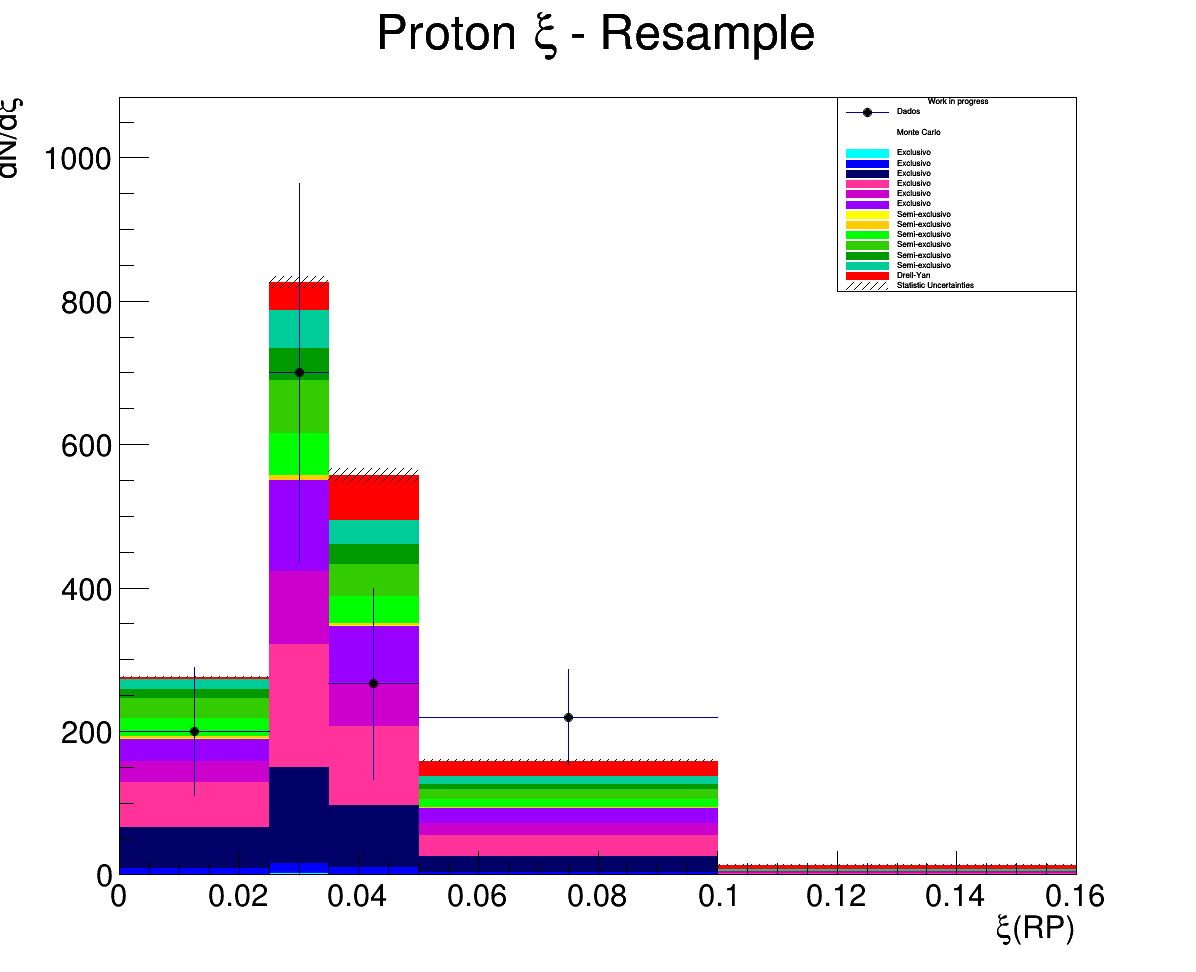 Proton ξ - Resample
dN/dξ
1000
800
600
400
200
0
0 0.02 0.04 0.06 0.08 0.1 0.12 0.14 0.16
ξ(RP)
Work in progress
Dados
Monte Carlo
Exclusivo
Exclusivo
Exclusivo
Exclusivo
Exclusivo
Exclusivo
Semi-exclusivo
Semi-exclusivo
Semi-exclusivo
Semi-exclusivo
Semi-exclusivo
Semi-exclusivo
Drell-Yan
Statistic Uncertainties